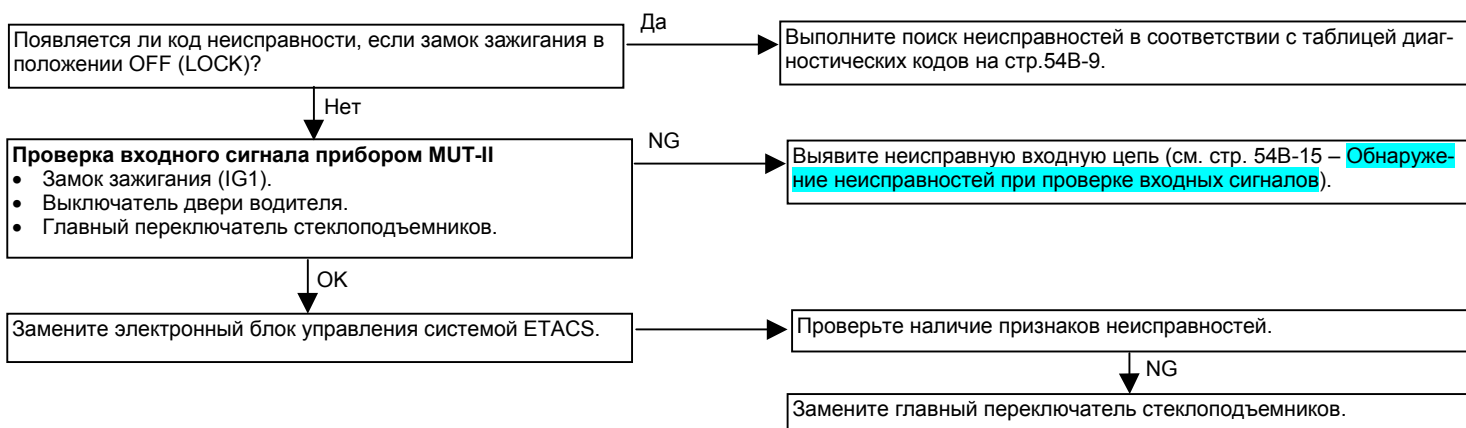 Появляется ли код неисправности, если замок зажигания в
положении OFF (LOCK)?
Да
Выполните поиск неисправностей в соответствии с таблицей диаг-
ностических кодов на стр.54B-9.
Нет
Проверка входного сигнала прибором MUT-II
• Замок зажигания (IG1).
• Выключатель двери водителя.
• Главный переключатель стеклоподъемников.
NG
Выявите неисправную входную цепь (см. стр. 54B-15 – Обнаруже-
ние неисправностей при проверке входных сигналов).
OK
Замените электронный блок управления системой ETACS.
Проверьте наличие признаков неисправностей.
NG
Замените главный переключатель стеклоподъемников.